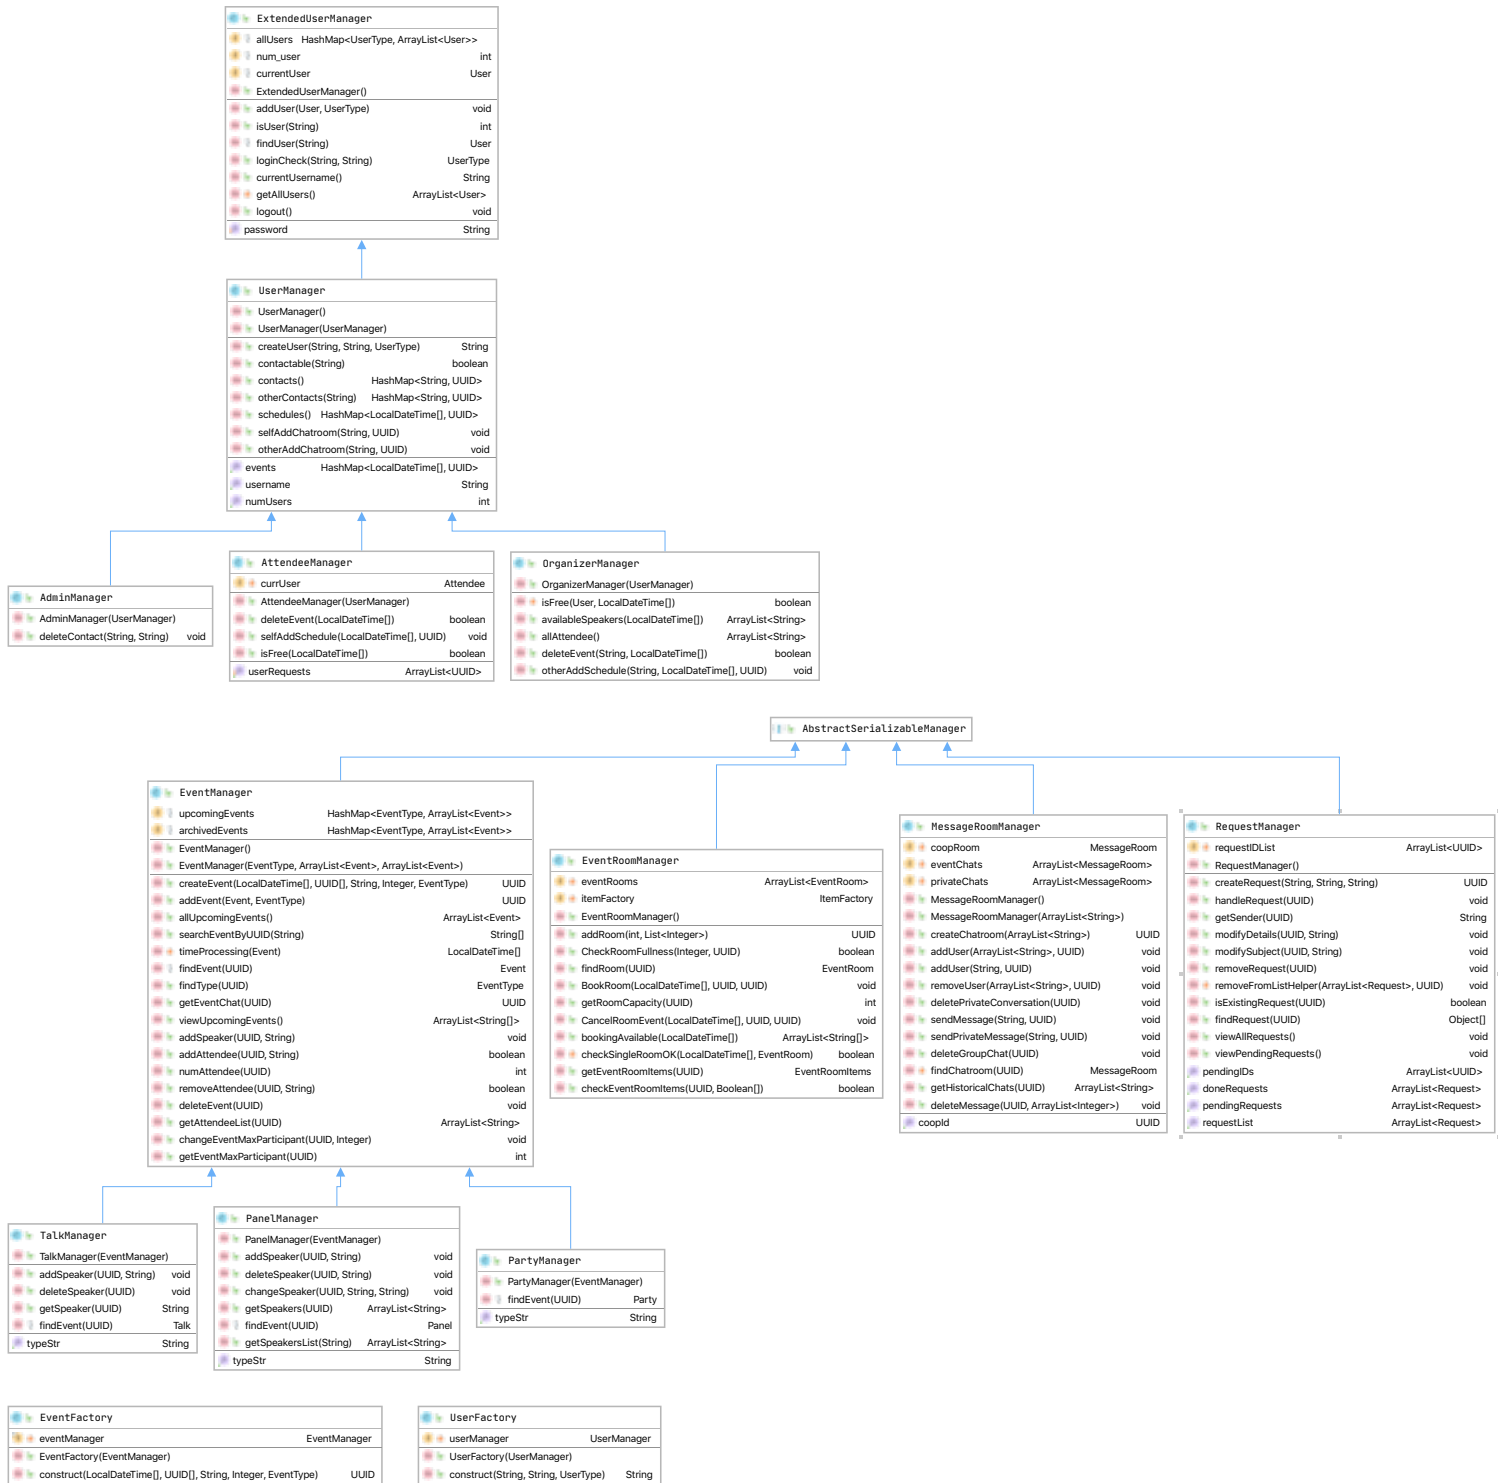 ExtendedUserManager
allUsers HashMap<UserType, ArrayList<User>>
num_user int
currentUser User
ExtendedUserManager()
addUser(User, UserType) void
isUser(String) int
findUser(String) User
loginCheck(String, String) UserType
currentUsername() String
getAllUsers() ArrayList<User>
logout() void
password String
UserManager
UserManager()
UserManager(UserManager)
createUser(String, String, UserType) String
contactable(String) boolean
contacts() HashMap<String, UUID>
otherContacts(String) HashMap<String, UUID>
schedules() HashMap<LocalDateTime[], UUID>
selfAddChatroom(String, UUID) void
otherAddChatroom(String, UUID) void
events HashMap<LocalDateTime[], UUID>
username String
numUsers int
AdminManager
AdminManager(UserManager)
deleteContact(String, String) void
AttendeeManager
currUser Attendee
AttendeeManager(UserManager)
deleteEvent(LocalDateTime[]) boolean
selfAddSchedule(LocalDateTime[], UUID) void
isFree(LocalDateTime[]) boolean
userRequests ArrayList<UUID>
OrganizerManager
OrganizerManager(UserManager)
isFree(User, LocalDateTime[]) boolean
availableSpeakers(LocalDateTime[]) ArrayList<String>
allAttendee() ArrayList<String>
deleteEvent(String, LocalDateTime[]) boolean
otherAddSchedule(String, LocalDateTime[], UUID) void
AbstractSerializableManager
EventManager
upcomingEvents HashMap<EventType, ArrayList<Event>>
archivedEvents HashMap<EventType, ArrayList<Event>>
EventManager()
EventManager(EventType, ArrayList<Event>, ArrayList<Event>)
createEvent(LocalDateTime[], UUID[], String, Integer, EventType) UUID
addEvent(Event, EventType) UUID
allUpcomingEvents() ArrayList<Event>
searchEventByUUID(String) String[]
timeProcessing(Event) LocalDateTime[]
findEvent(UUID) Event
findType(UUID) EventType
getEventChat(UUID) UUID
viewUpcomingEvents() ArrayList<String[]>
addSpeaker(UUID, String) void
addAttendee(UUID, String) boolean
numAttendee(UUID) int
removeAttendee(UUID, String) boolean
deleteEvent(UUID) void
getAttendeeList(UUID) ArrayList<String>
changeEventMaxParticipant(UUID, Integer) void
getEventMaxParticipant(UUID) int
EventRoomManager
eventRooms ArrayList<EventRoom>
itemFactory ItemFactory
EventRoomManager()
addRoom(int, List<Integer>) UUID
CheckRoomFullness(Integer, UUID) boolean
findRoom(UUID) EventRoom
BookRoom(LocalDateTime[], UUID, UUID) void
getRoomCapacity(UUID) int
CancelRoomEvent(LocalDateTime[], UUID, UUID) void
bookingAvailable(LocalDateTime[]) ArrayList<String[]>
checkSingleRoomOK(LocalDateTime[], EventRoom) boolean
getEventRoomItems(UUID) EventRoomItems
checkEventRoomItems(UUID, Boolean[]) boolean
MessageRoomManager
coopRoom MessageRoom
eventChats ArrayList<MessageRoom>
privateChats ArrayList<MessageRoom>
MessageRoomManager()
MessageRoomManager(ArrayList<String>)
createChatroom(ArrayList<String>) UUID
addUser(ArrayList<String>, UUID) void
addUser(String, UUID) void
removeUser(ArrayList<String>, UUID) void
deletePrivateConversation(UUID) void
sendMessage(String, UUID) void
sendPrivateMessage(String, UUID) void
deleteGroupChat(UUID) void
findChatroom(UUID) MessageRoom
getHistoricalChats(UUID) ArrayList<String>
deleteMessage(UUID, ArrayList<Integer>) void
coopId UUID
RequestManager
requestIDList ArrayList<UUID>
RequestManager()
createRequest(String, String, String) UUID
handleRequest(UUID) void
getSender(UUID) String
modifyDetails(UUID, String) void
modifySubject(UUID, String) void
removeRequest(UUID) void
removeFromListHelper(ArrayList<Request>, UUID) void
isExistingRequest(UUID) boolean
findRequest(UUID) Object[]
viewAllRequests() void
viewPendingRequests() void
pendingIDs ArrayList<UUID>
doneRequests ArrayList<Request>
pendingRequests ArrayList<Request>
requestList ArrayList<Request>
TalkManager
TalkManager(EventManager)
addSpeaker(UUID, String) void
deleteSpeaker(UUID) void
getSpeaker(UUID) String
findEvent(UUID) Talk
typeStr String
PanelManager
PanelManager(EventManager)
addSpeaker(UUID, String) void
deleteSpeaker(UUID, String) void
changeSpeaker(UUID, String, String) void
getSpeakers(UUID) ArrayList<String>
findEvent(UUID) Panel
getSpeakersList(String) ArrayList<String>
typeStr String
PartyManager
PartyManager(EventManager)
findEvent(UUID) Party
typeStr String
EventFactory
eventManager EventManager
EventFactory(EventManager)
construct(LocalDateTime[], UUID[], String, Integer, EventType) UUID
UserFactory
userManager UserManager
UserFactory(UserManager)
construct(String, String, UserType) String